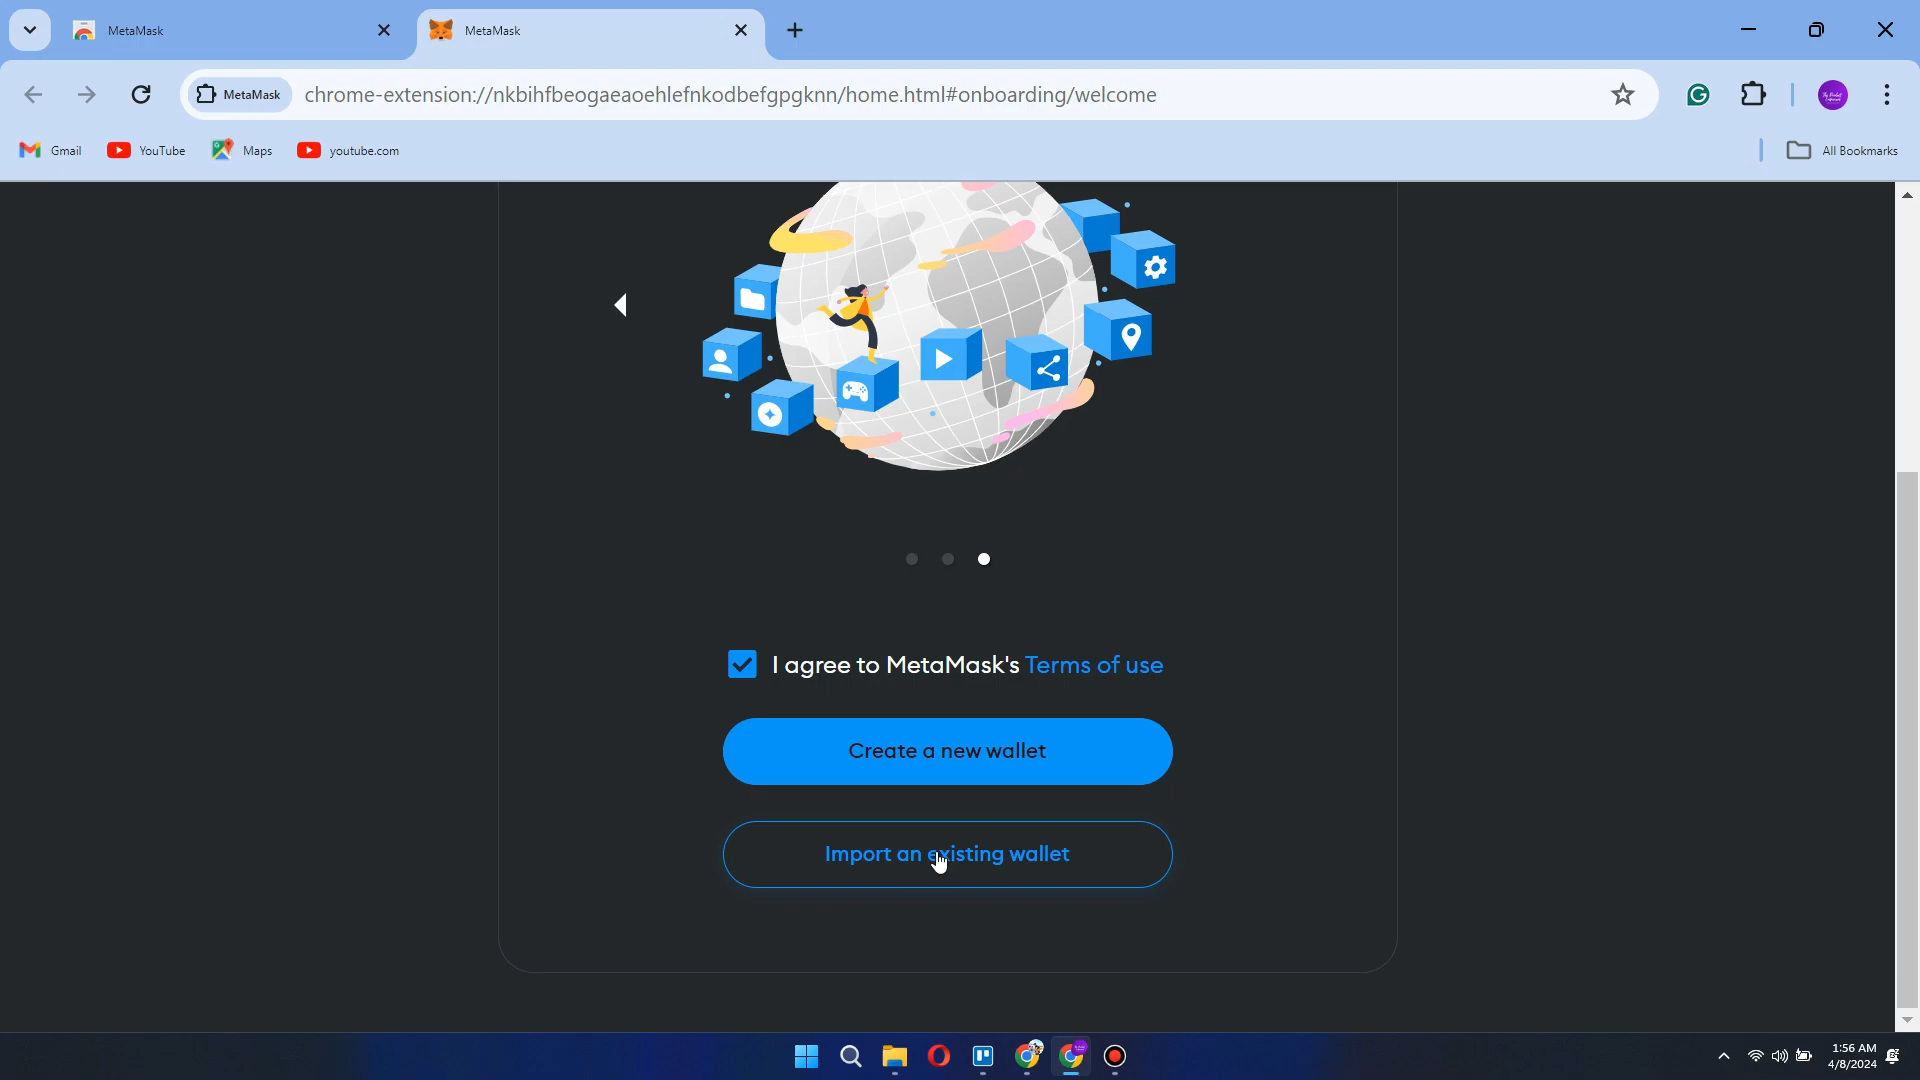 MetaMask
MetaMask
MetaMask
chrome-extension://nkbihfbeogaeaoehlefnkodbefgpgknn/home.html#onboarding/welcome
Gmail
YouTube
Maps
youtube.com
All Bookmarks
I agree to MetaMask's Terms of use
Create a new wallet
Import an existing wallet
1:56 AM
4/8/2024